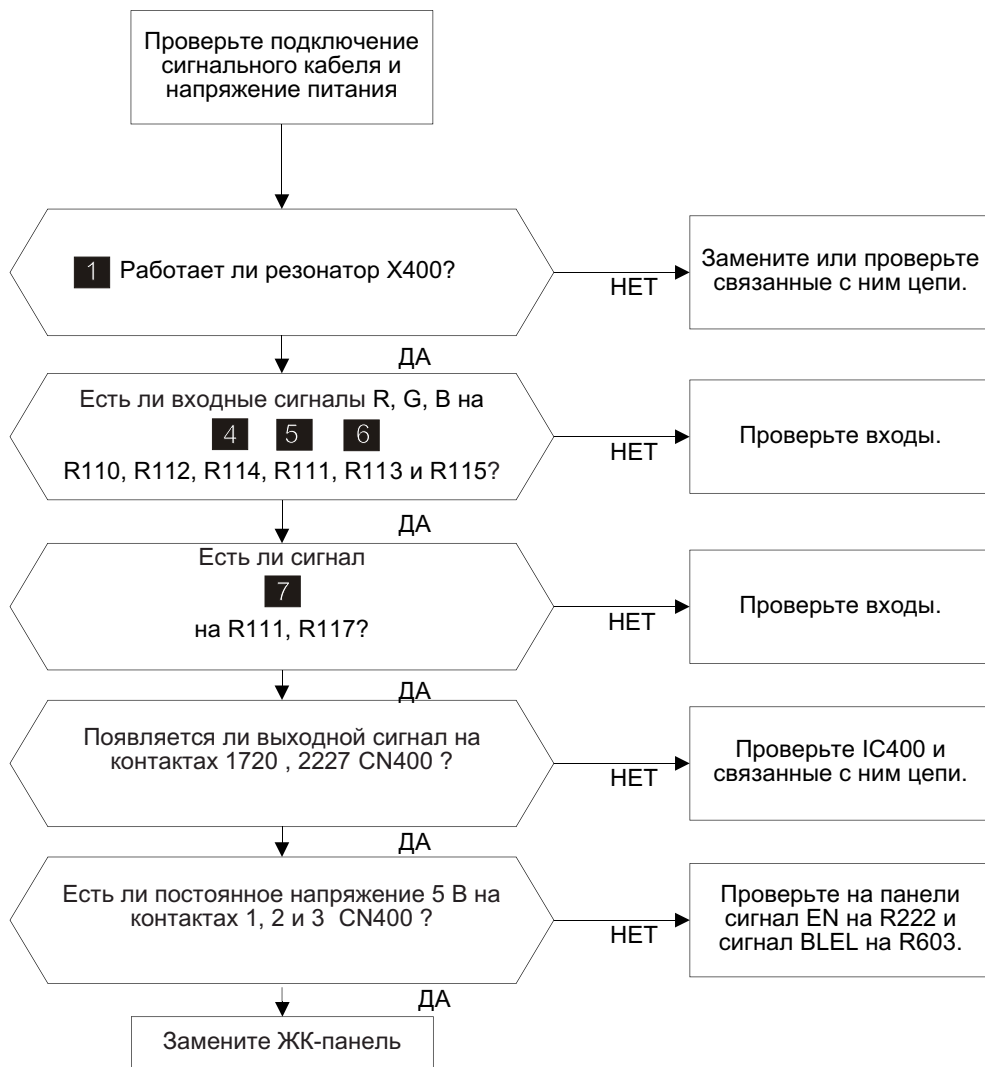 Проверьте подключение
сигнального кабеля и
напряжение питания
1 Работает ли резонатор X400?
НЕТ
Замените или проверьте
связанные с ним цепи.
ДА
Есть ли входные сигналы R, G, B на
4 5 6
R110, R112, R114, R111, R113 и R115?
НЕТ
Проверьте входы.
ДА
Есть ли сигнал
7
на R111, R117?
НЕТ
Проверьте входы.
ДА
Появляется ли выходной сигнал на
контактах 1720 , 2227 CN400 ?
НЕТ
Проверьте IC400 и
связанные с ним цепи.
ДА
Есть ли постоянное напряжение 5 В на
контактах 1, 2 и 3 CN400 ?
НЕТ
Проверьте на панели
сигнал EN на R222 и
сигнал BLEL на R603.
ДА
Замените ЖК-панель